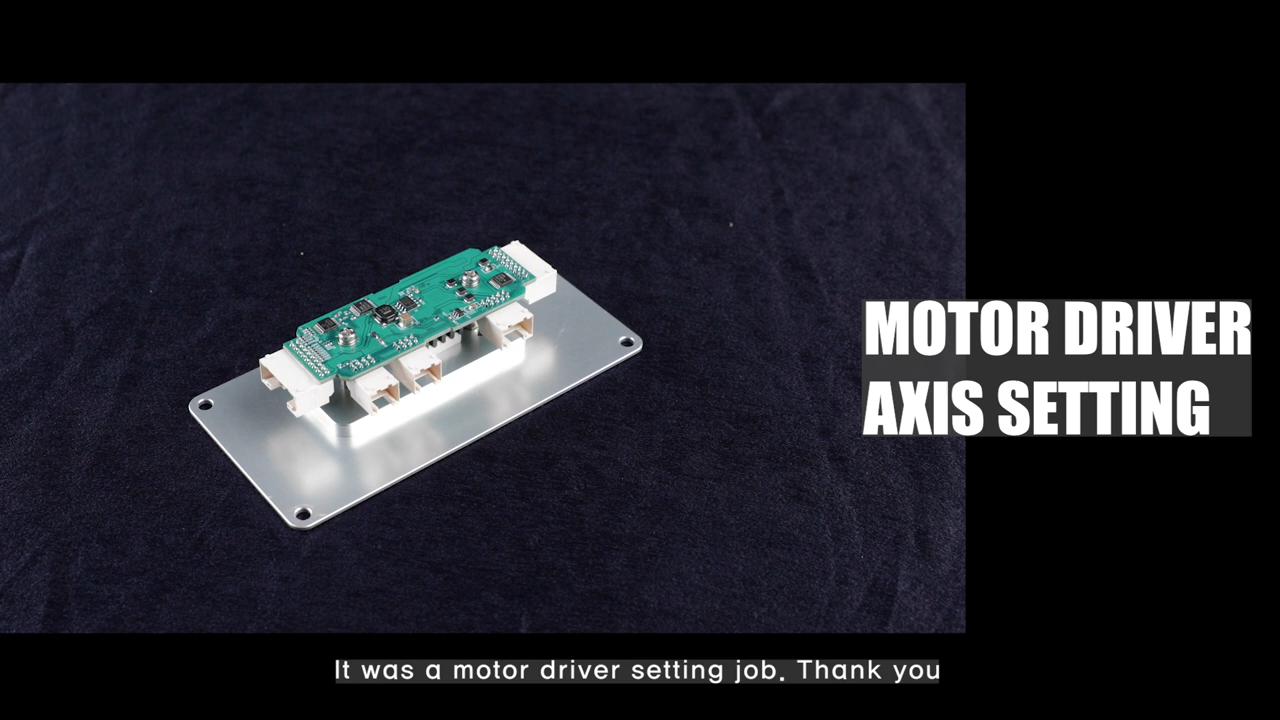 MOTOR DRIVER
AXIS SETTING
It was a motor driver setting job. Thank you